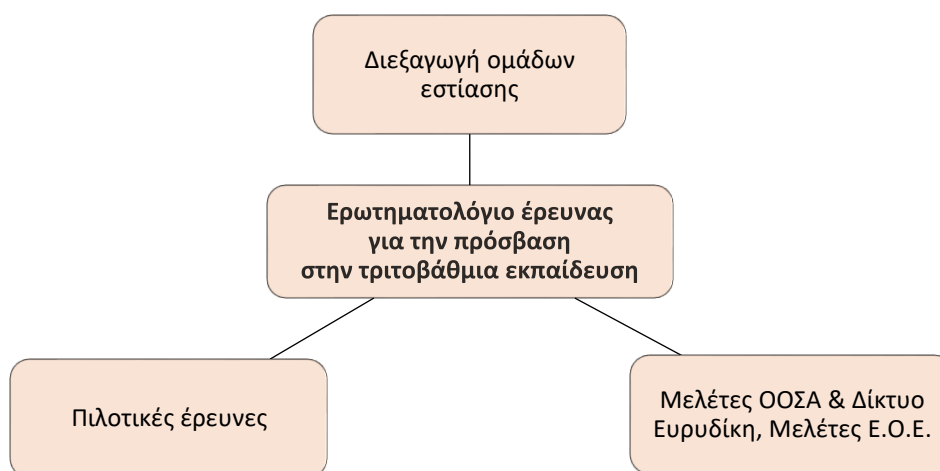 Διεξαγωγή ομάδων
εστίασης
Ερωτηματολόγιο έρευνας
για την πρόσβαση
στην τριτοβάθμια εκπαίδευση
Πιλοτικές έρευνες
Μελέτες ΟΟΣΑ & Δίκτυο
Ευρυδίκη, Μελέτες Ε.Ο.Ε.